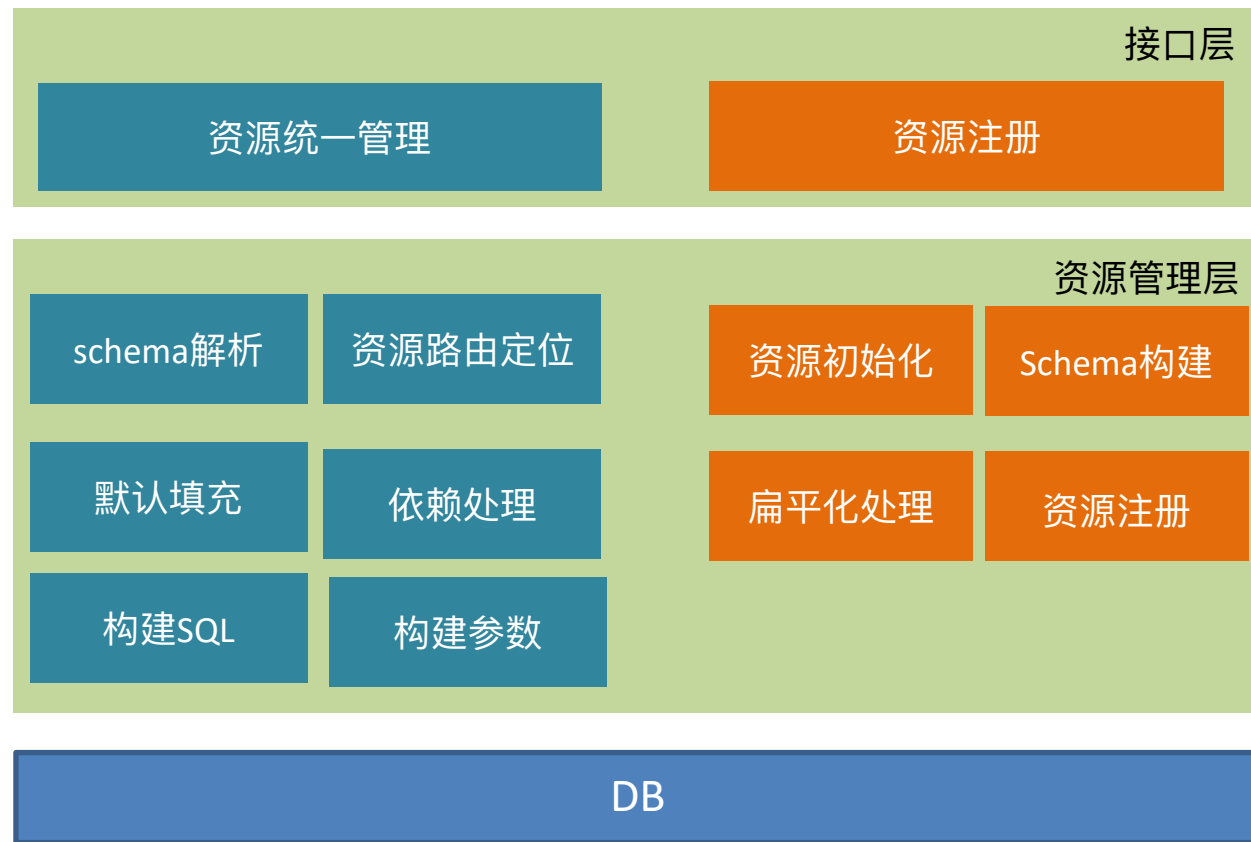 接口层
资源统一管理
资源注册
资源管理层
schema解析
资源路由定位
资源初始化
Schema构建
默认填充
依赖处理
扁平化处理
资源注册
构建SQL
构建参数
DB